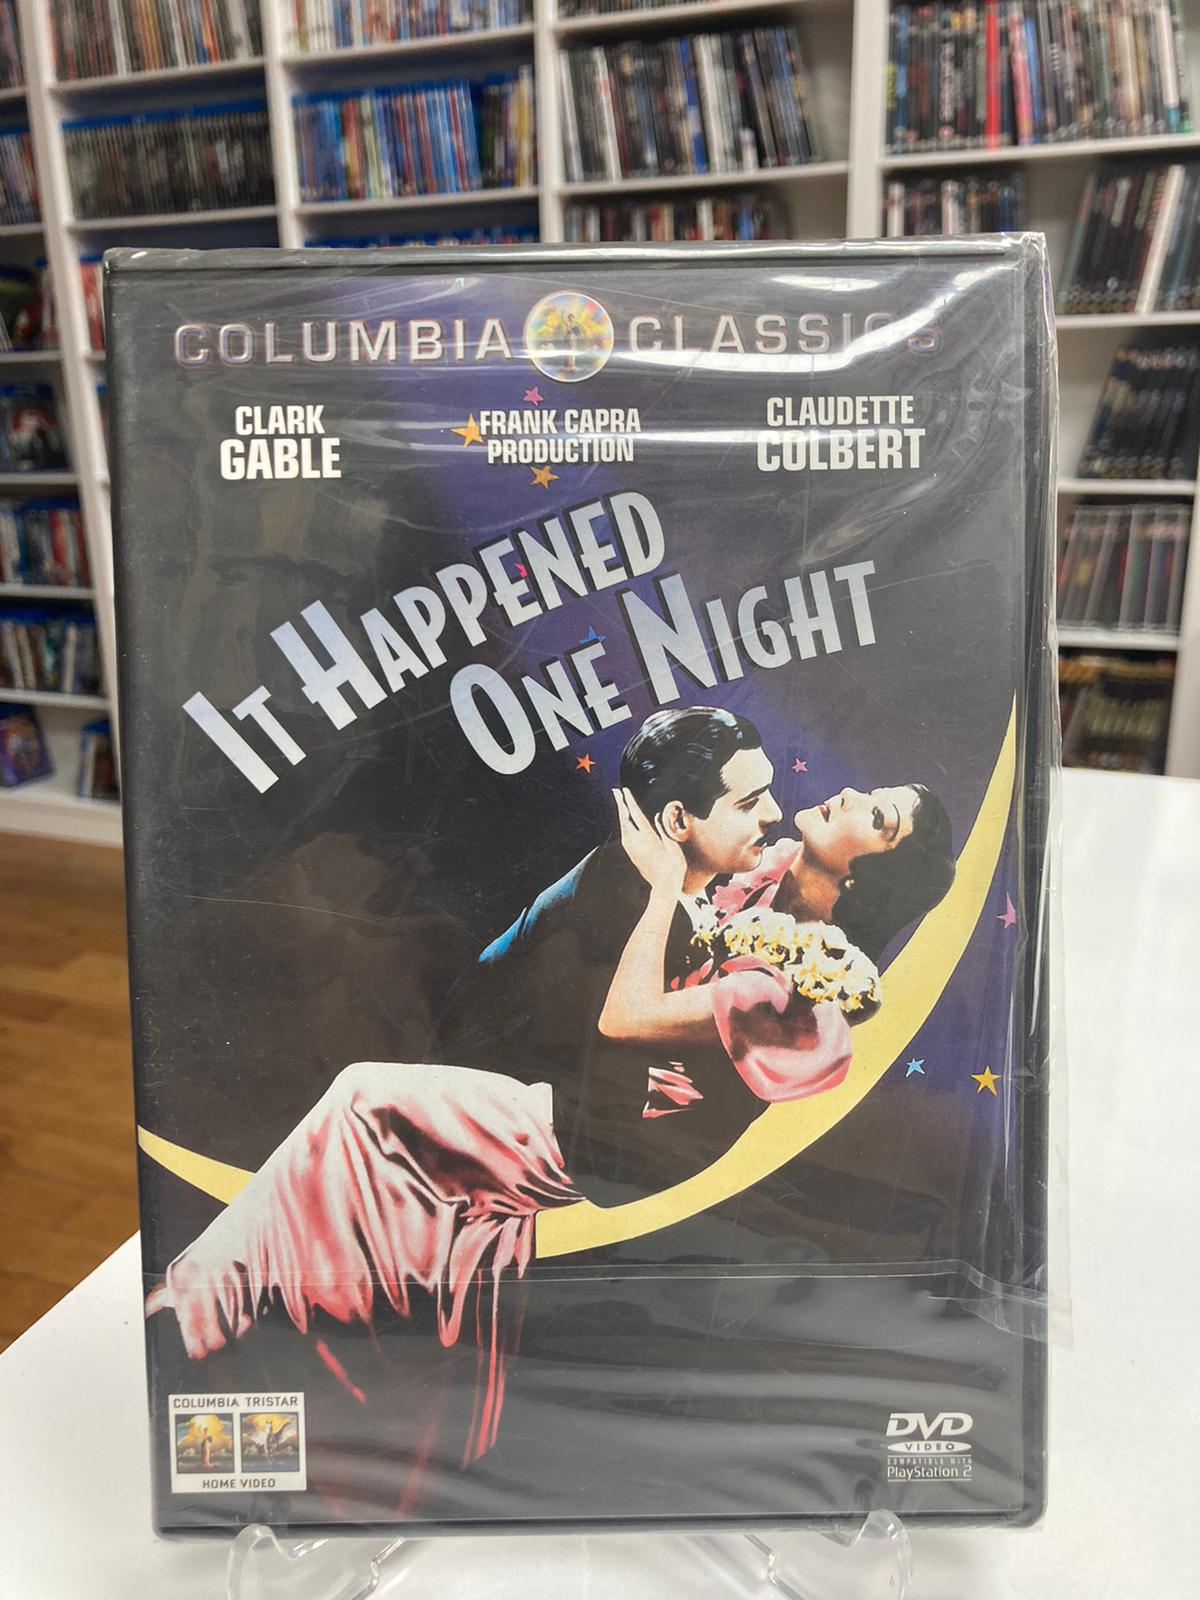 COLUMBIA CLASSICS
CLARK
GABLE
FRANK CAPRA
PRODUCTION
CLAUDETTE
COLBERT
IT HAPPENED
ONE NIGHT
COLUMBIA TRISTAR
HOME VIDEO
DVD
VIDEO
COMPATIBLE WITH
PlayStation 2